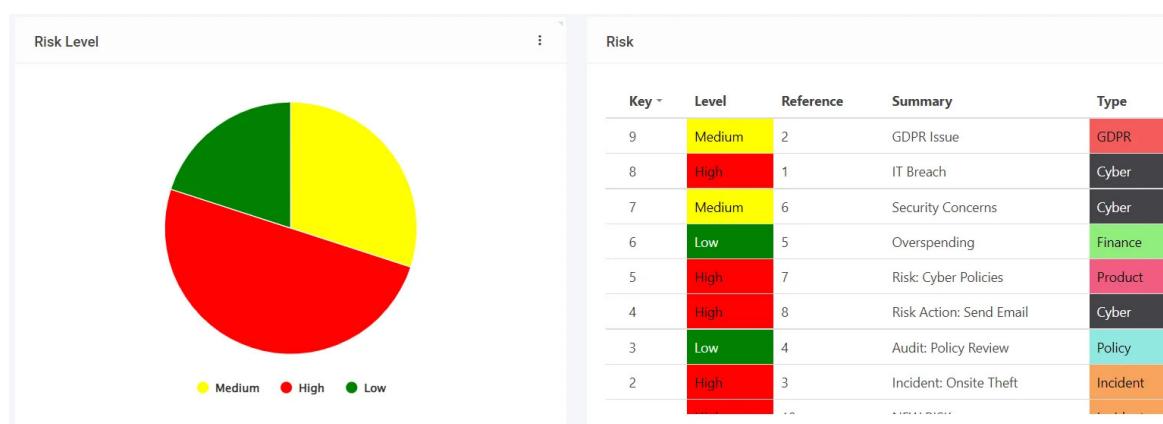 Risk Level
Medium High Low
Risk
Key Level Reference Summary Type
9 Medium 2 GDPR Issue GDPR
8 High 1 IT Breach Cyber
7 Medium 6 Security Concerns Cyber
6 Low 5 Overspending Finance
5 High 7 Risk: Cyber Policies Product
4 High 8 Risk Action: Send Email Cyber
3 Low 4 Audit: Policy Review Policy
2 High 3 Incident: Onsite Theft Incident